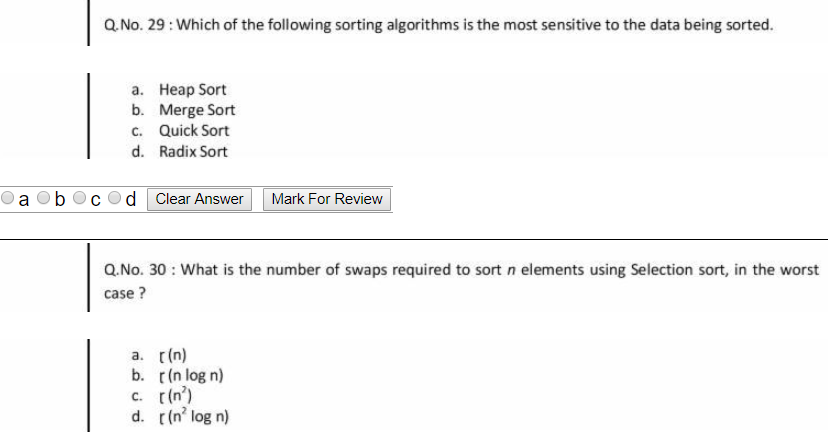 Q.No. 29 : Which of the following sorting algorithms is the most sensitive to the data being sorted.
a. Heap Sort
b. Merge Sort
c. Quick Sort
d. Radix Sort
a b c d Clear Answer Mark For Review
Q.No. 30 : What is the number of swaps required to sort n elements using Selection sort, in the worst
case ?
a. ɼ(n)
b. ɼ(n log n)
c. ɼ(n²)
d. ɼ(n² log n)